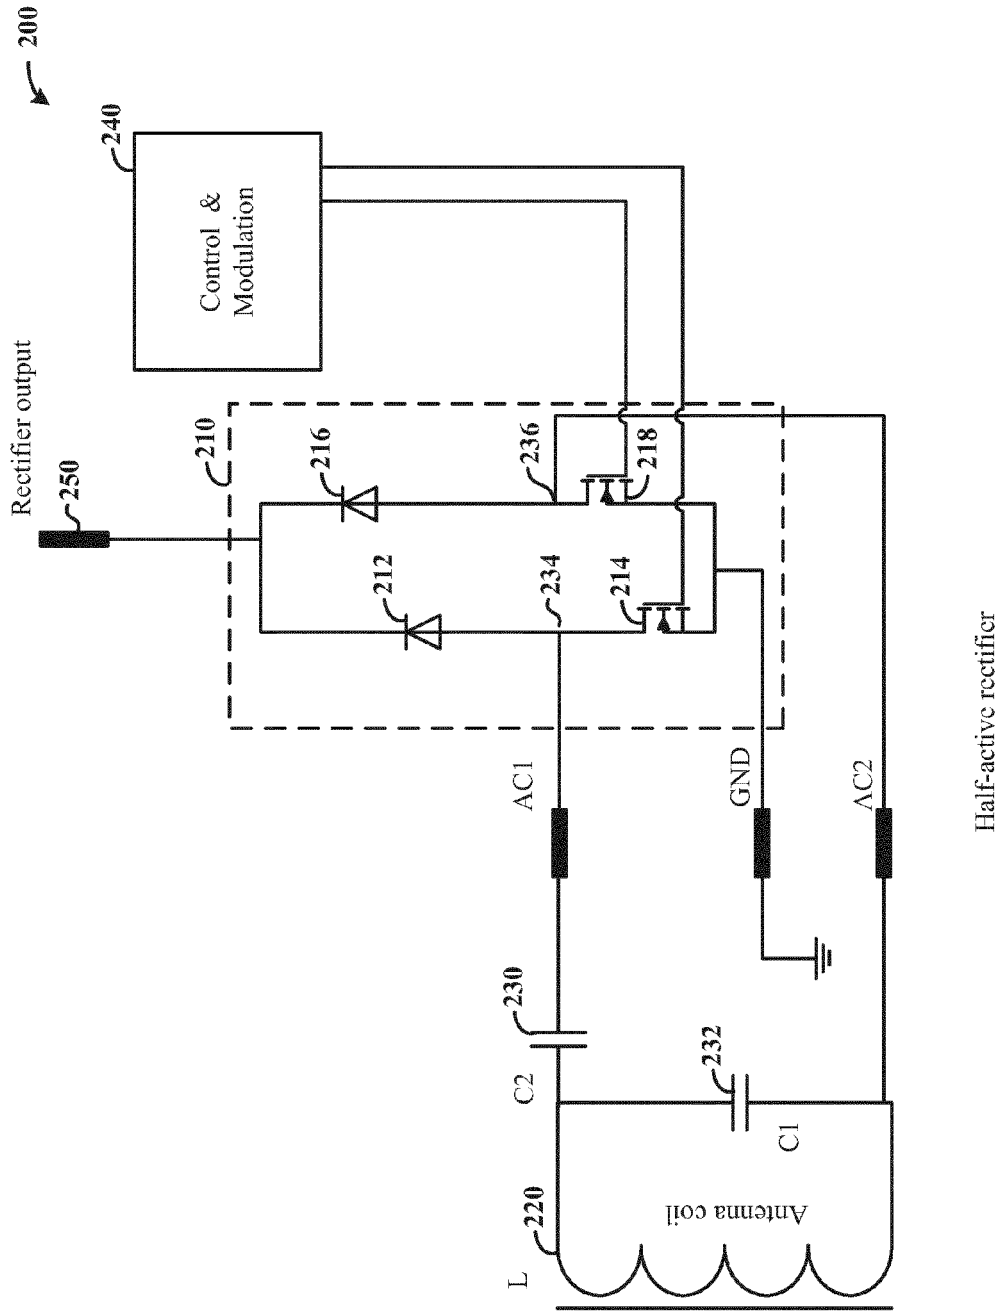 200
240
Control &
Modulation
Rectifier output
250
210
216
212
236
218
234
214
AC1
GND
AC2
230
C2
232
C1
220
L
Antenna coil
Half-active rectifier